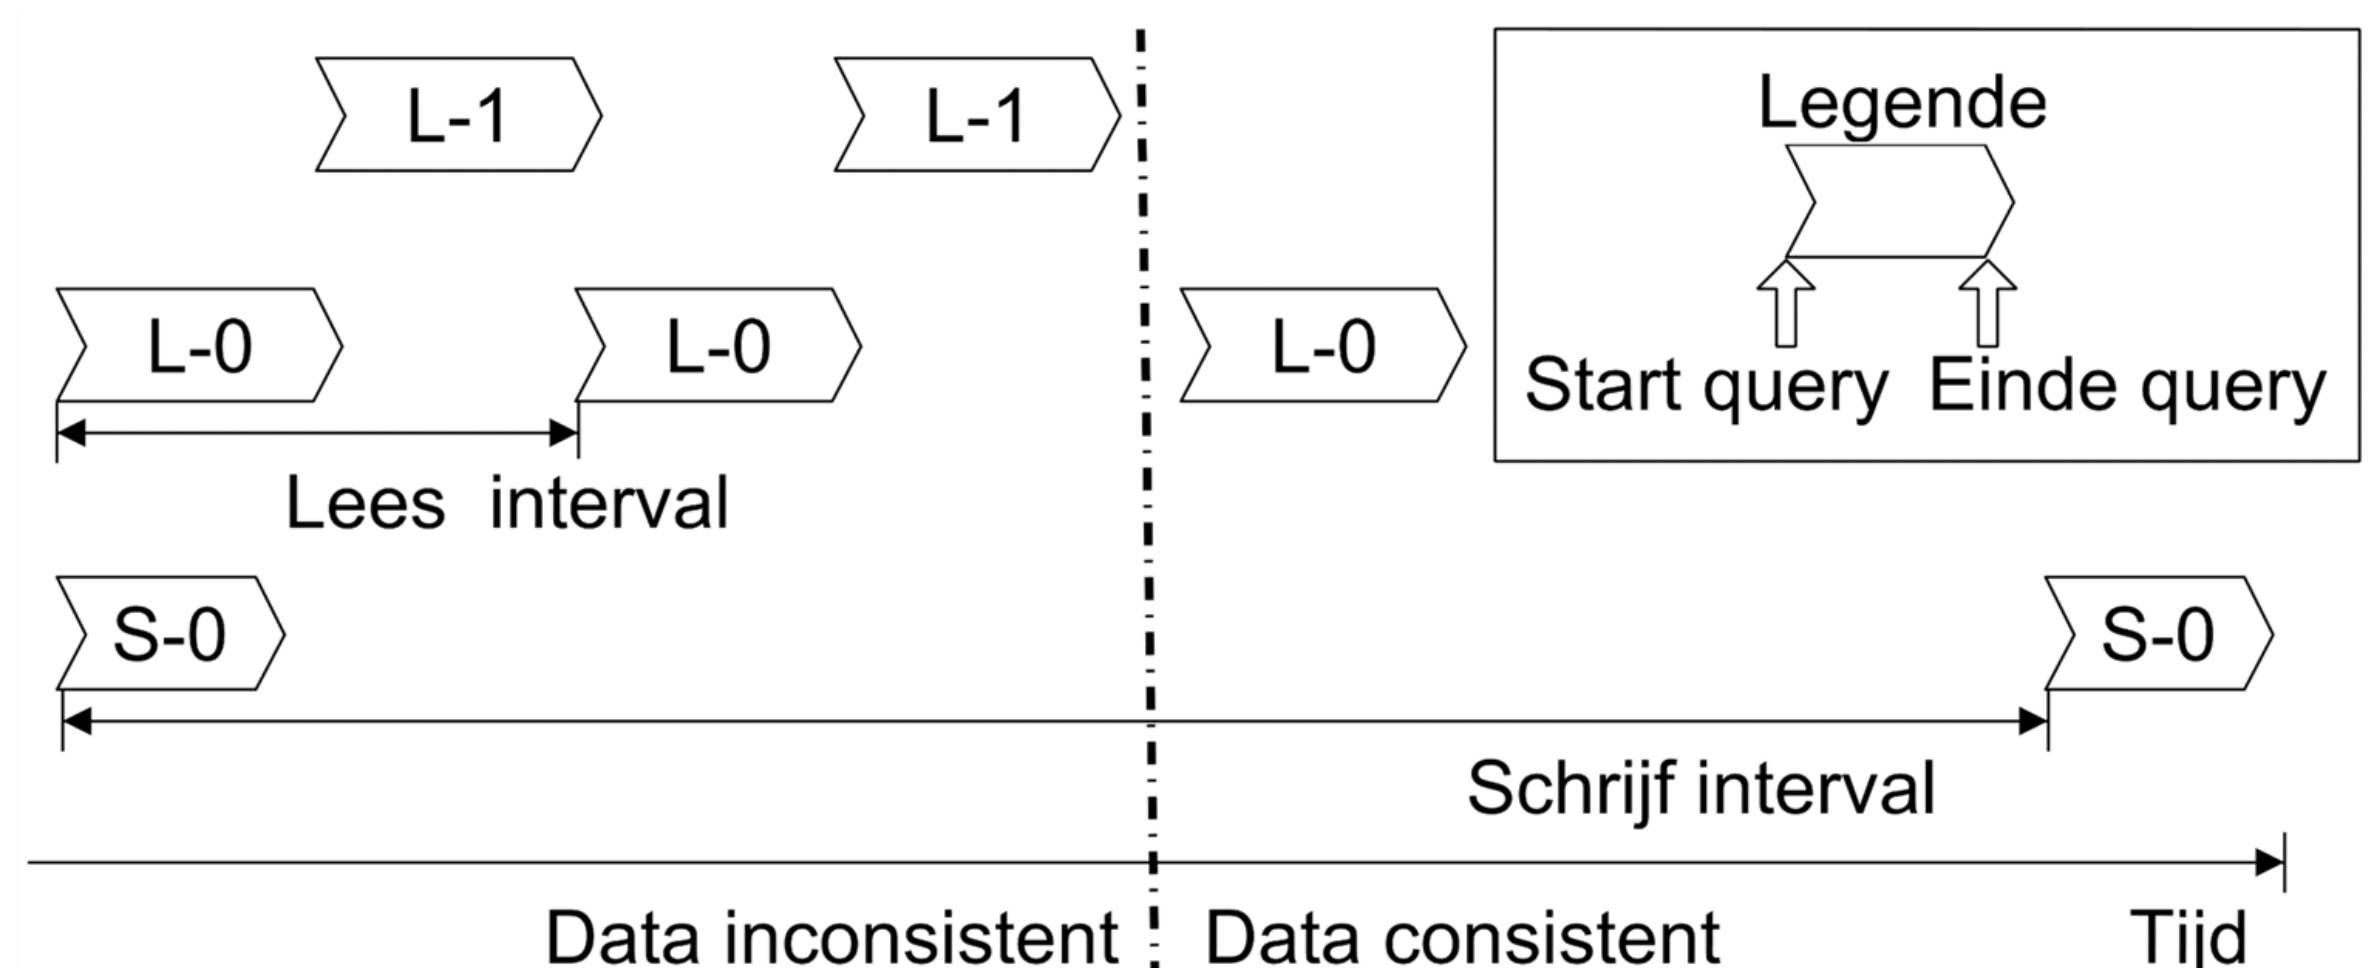 L-1
L-1
Legende
L-0
L-0
L-0
Start query
Einde query
Lees interval
S-0
S-0
Schrijf interval
Data inconsistent
Data consistent
Tijd